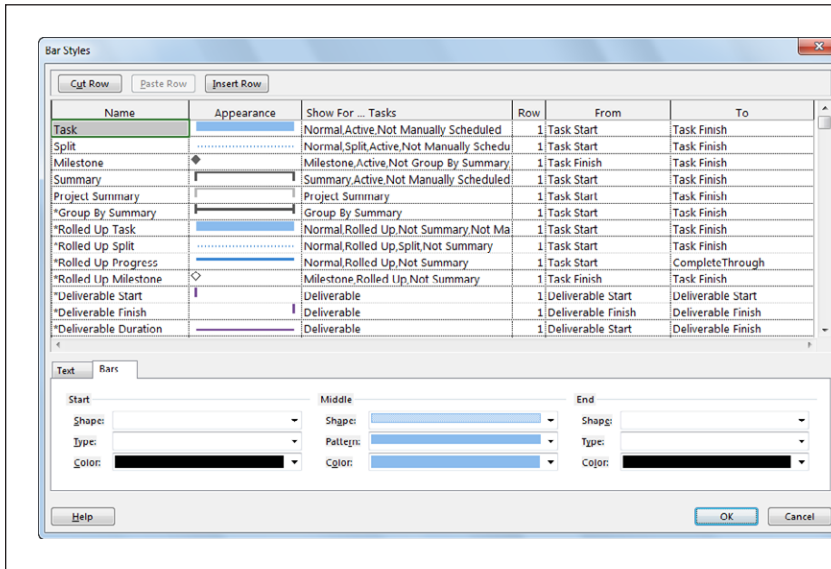 Bar Styles
Cut Row Paste Row Insert Row
Name Appearance Show For ... Tasks Row From To
Task Normal,Active,Not Manually Scheduled 1 Task Start Task Finish
Split Normal,Split,Active,Not Manually Schedu 1 Task Start Task Finish
Milestone Milestone,Active,Not Group By Summary 1 Task Finish Task Finish
Summary Summary,Active,Not Manually Scheduled 1 Task Start Task Finish
Project Summary Project Summary 1 Task Start Task Finish
*Group By Summary Group By Summary 1 Task Start Task Finish
*Rolled Up Task Normal,Rolled Up,Not Summary,Not Ma 1 Task Start Task Finish
*Rolled Up Split Normal,Rolled Up,Split,Not Summary 1 Task Start Task Finish
*Rolled Up Progress Normal,Rolled Up,Not Summary 1 Task Start CompleteThrough
*Rolled Up Milestone Milestone,Rolled Up,Not Summary 1 Task Finish Task Finish
*Deliverable Start Deliverable 1 Deliverable Start Deliverable Start
*Deliverable Finish Deliverable 1 Deliverable Finish Deliverable Finish
*Deliverable Duration Deliverable 1 Deliverable Start Deliverable Finish
Text Bars
Start Middle End
Shape: Shape: Shape:
Type: Pattern: Type:
Color: Color: Color:
Help OK Cancel